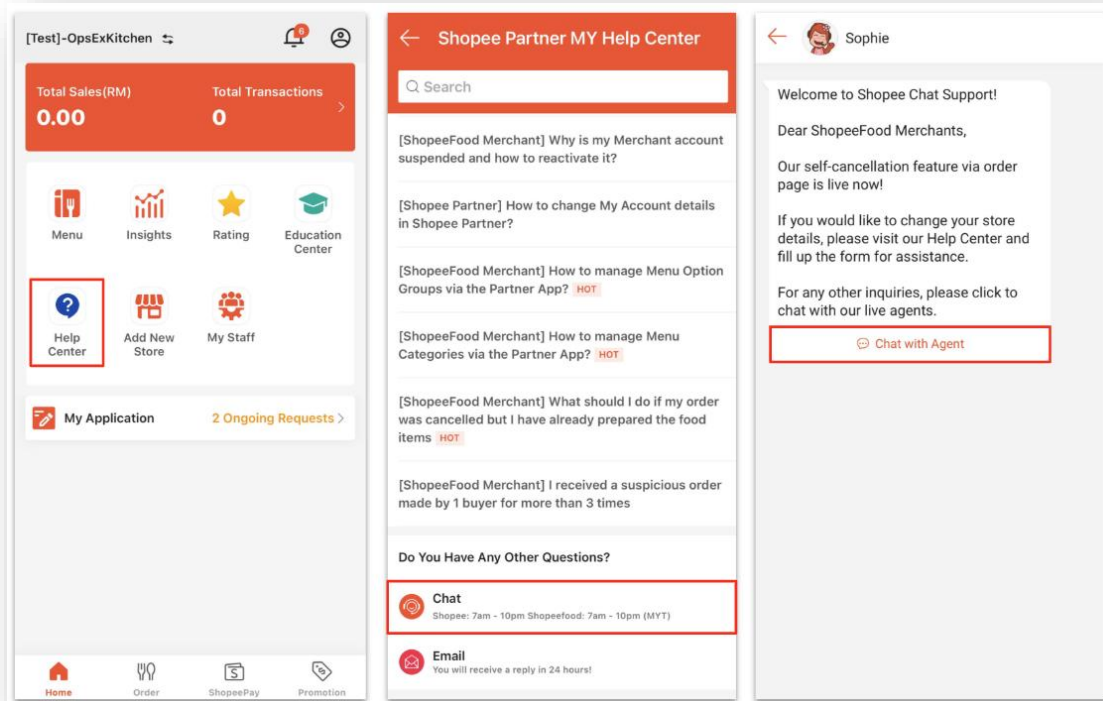 [Test]-OpsExKitchen
6
Total Sales(RM)
0.00
Total Transactions
0
Menu
Insights
Rating
Education
Center
Help
Center
Add New
Store
My Staff
My Application
2 Ongoing Requests
Home
Order
ShopeePay
Promotion
Shopee Partner MY Help Center
Search
[ShopeeFood Merchant] Why is my Merchant account
suspended and how to reactivate it?
[Shopee Partner] How to change My Account details
in Shopee Partner?
[ShopeeFood Merchant] How to manage Menu Option
Groups via the Partner App? HOT
[ShopeeFood Merchant] How to manage Menu
Categories via the Partner App? HOT
[ShopeeFood Merchant] What should I do if my order
was cancelled but I have already prepared the food
items HOT
[ShopeeFood Merchant] I received a suspicious order
made by 1 buyer for more than 3 times
Do You Have Any Other Questions?
Chat
Shopee: 7am - 10pm Shopeefood: 7am - 10pm (MYT)
Email
You will receive a reply in 24 hours!
Sophie
Welcome to Shopee Chat Support!
Dear ShopeeFood Merchants,
Our self-cancellation feature via order
page is live now!
If you would like to change your store
details, please visit our Help Center and
fill up the form for assistance.
For any other inquiries, please click to
chat with our live agents.
Chat with Agent